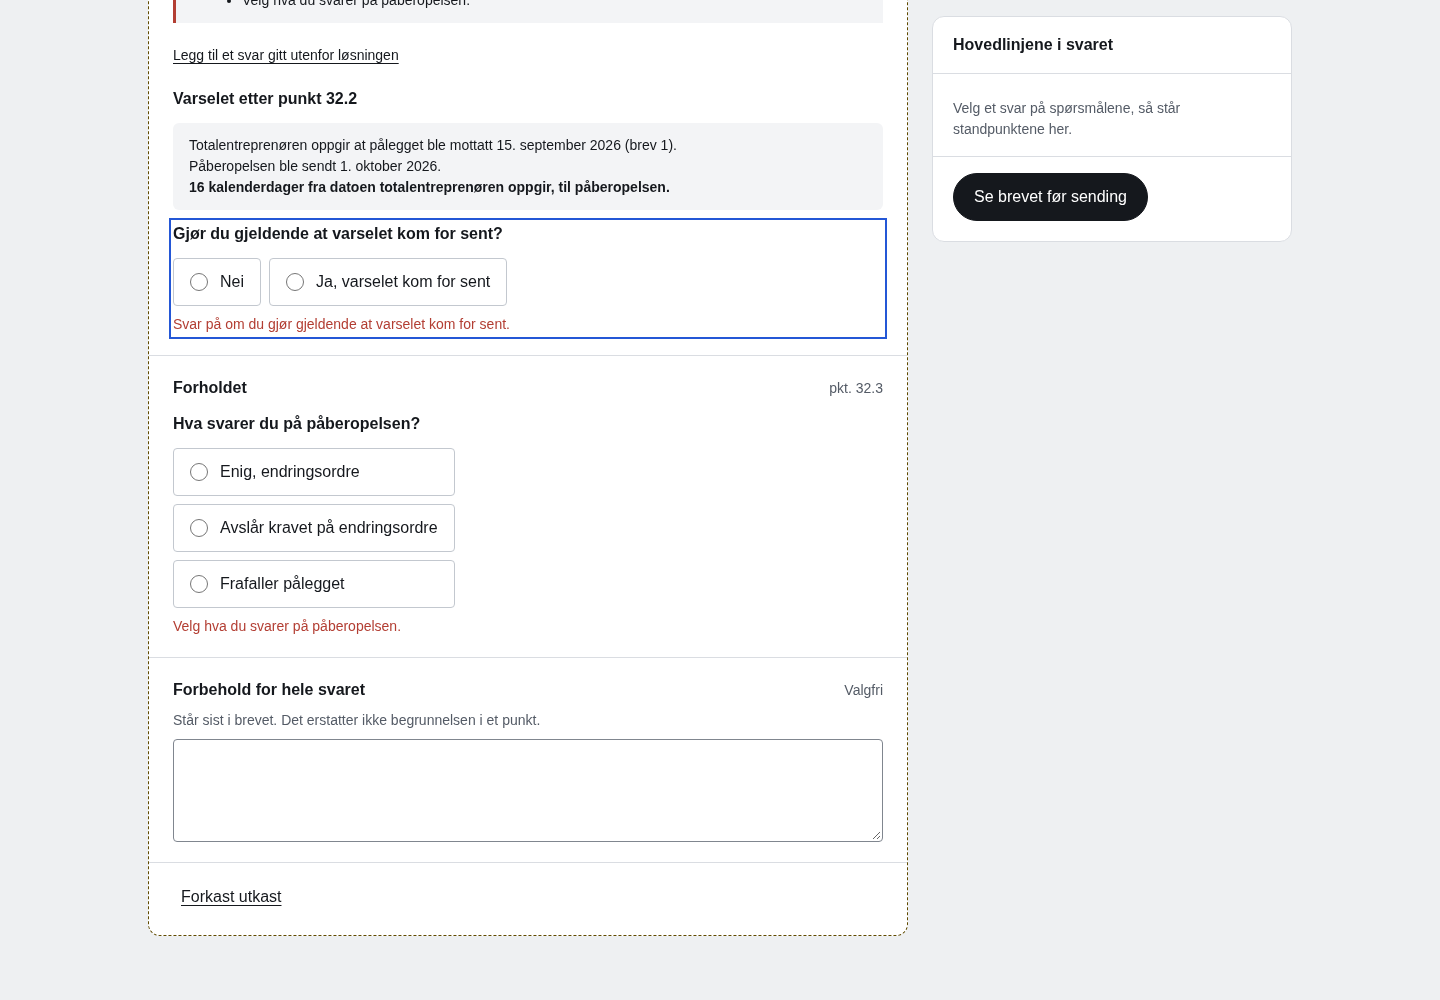 Velg hva du svarer på påberopelsen.
Legg til et svar gitt utenfor løsningen
Varselet etter punkt 32.2
Totalentreprenøren oppgir at pålegget ble mottatt 15. september 2026 (brev 1).
Påberopelsen ble sendt 1. oktober 2026.
16 kalenderdager fra datoen totalentreprenøren oppgir, til påberopelsen.
Gjør du gjeldende at varselet kom for sent?
Nei
Ja, varselet kom for sent
Svar på om du gjør gjeldende at varselet kom for sent.
Forholdet
pkt. 32.3
Hva svarer du på påberopelsen?
Enig, endringsordre
Avslår kravet på endringsordre
Frafaller pålegget
Velg hva du svarer på påberopelsen.
Forbehold for hele svaret
Valgfri
Står sist i brevet. Det erstatter ikke begrunnelsen i et punkt.
Forkast utkast
Hovedlinjene i svaret
Velg et svar på spørsmålene, så står
standpunktene her.
Se brevet før sending